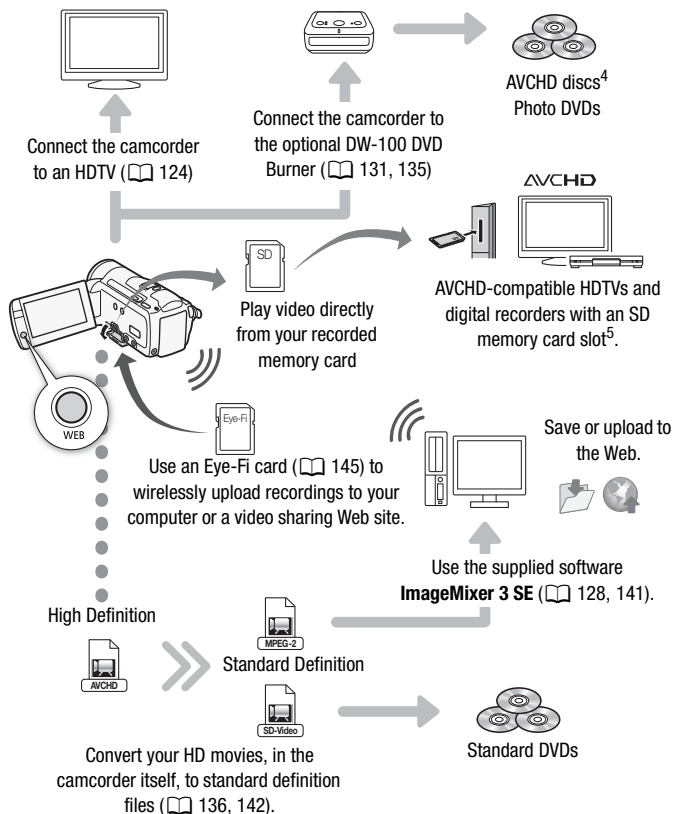 AVCHD discs4
Photo DVDs
Connect the camcorder
to an HDTV (124)
Connect the camcorder to
the optional DW-100 DVD
Burner (131, 135)
AVCHD
SD
Play video directly
from your recorded
memory card
AVCHD-compatible HDTVs and
digital recorders with an SD
memory card slot5.
WEB
Eye-Fi
Use an Eye-Fi card (145) to
wirelessly upload recordings to your
computer or a video sharing Web site.
Save or upload to
the Web.
Use the supplied software
ImageMixer 3 SE (128, 141).
High Definition
AVCHD
MPEG-2
Standard Definition
SD-Video
Standard DVDs
Convert your HD movies, in the
camcorder itself, to standard definition
files (136, 142).